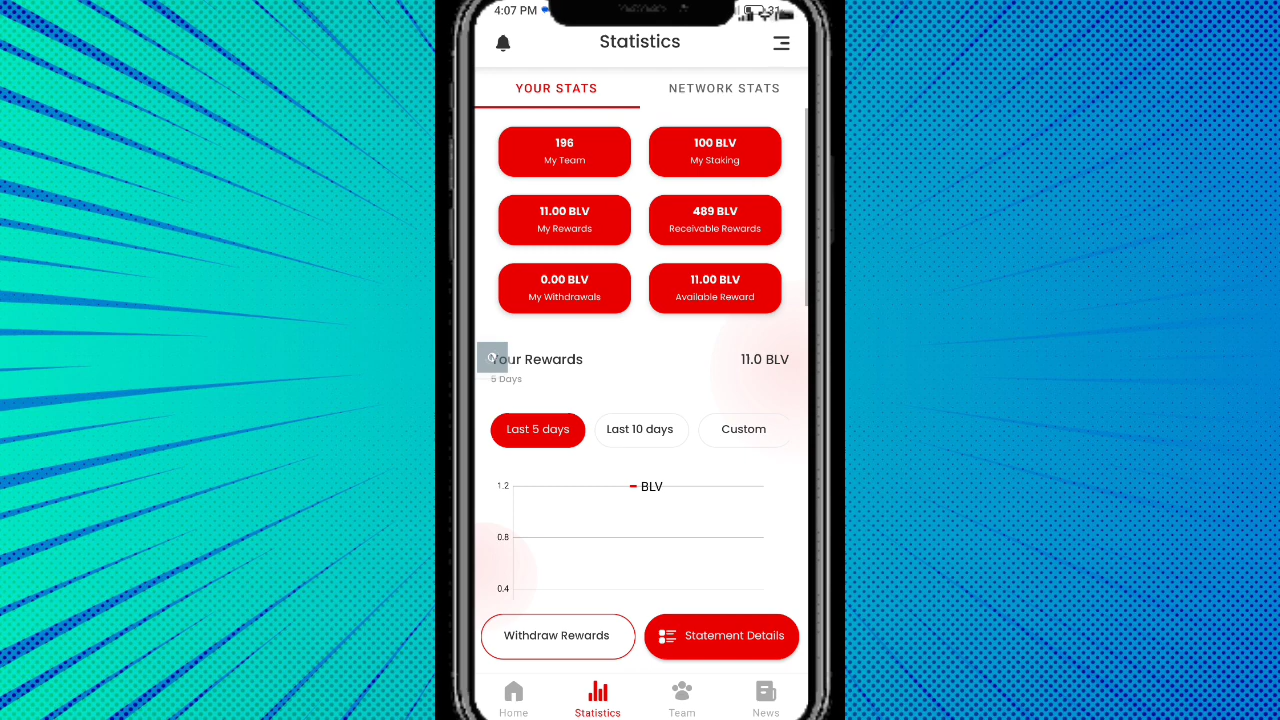 4:07 PM
Statistics
YOUR STATS NETWORK STATS
196 100 BLV
My Team My Staking
11.00 BLV 489 BLV
My Rewards Receivable Rewards
0.00 BLV 11.00 BLV
My Withdrawals Available Reward
Your Rewards 11.0 BLV
5 Days
Last 5 days Last 10 days Custom
1.2 BLV
0.8
0.4
Withdraw Rewards Statement Details
Home Statistics Team News